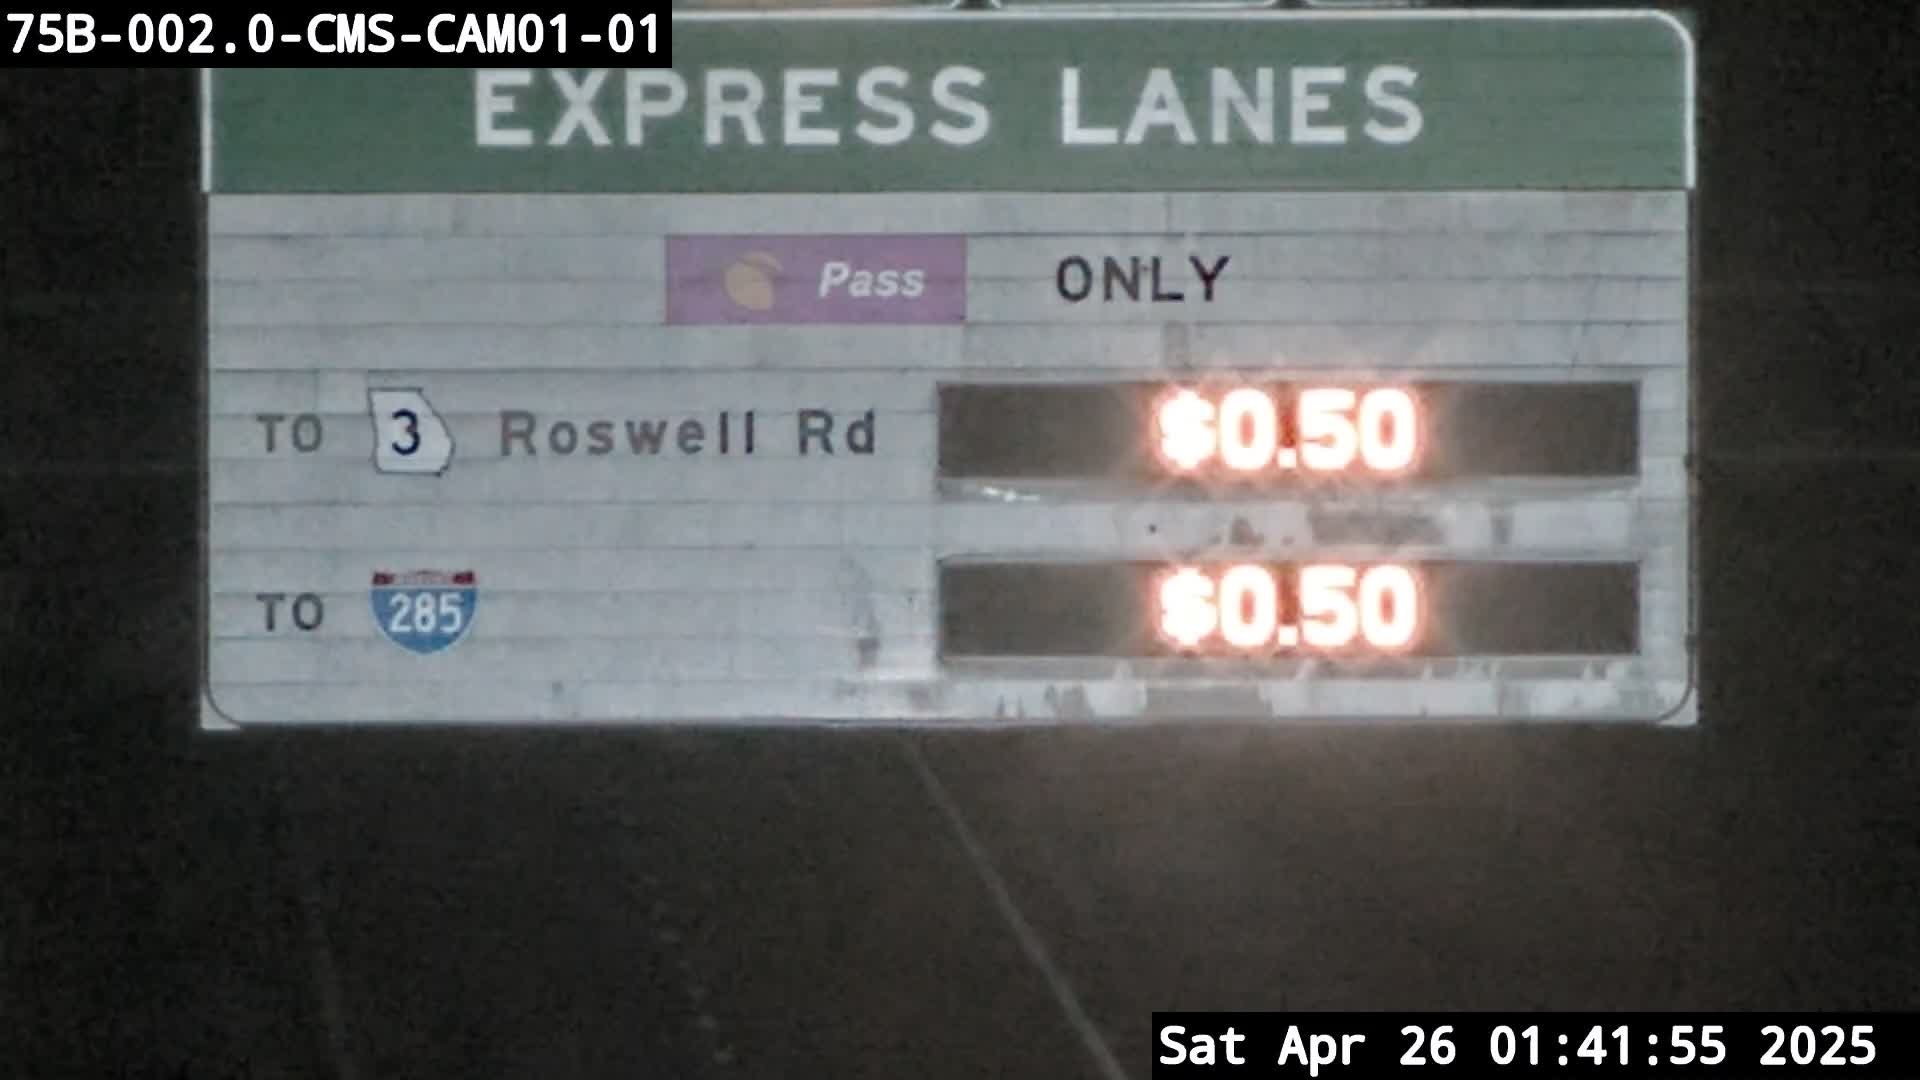 75B-002.0-CMS-CAM01-01
EXPRESS LANES
Pass ONLY
TO 3 Roswell Rd $0.50
TO 285 $0.50
Sat Apr 26 01:41:55 2025